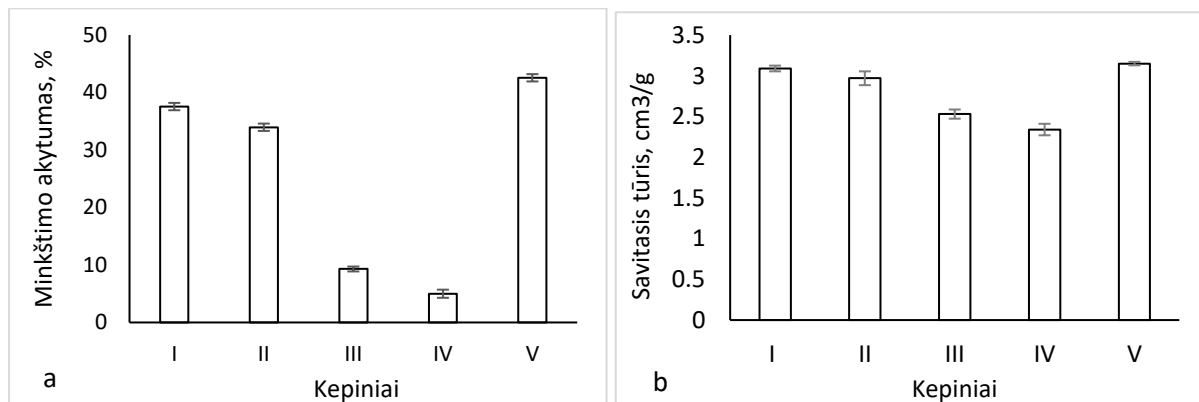 Minkštimo akytumas, %
50
40
30
20
10
0
I II III IV V
Kepiniai
a
Savitasis tūris, cm3/g
3.5
3
2.5
2
1.5
1
0.5
0
I II III IV V
Kepiniai
b